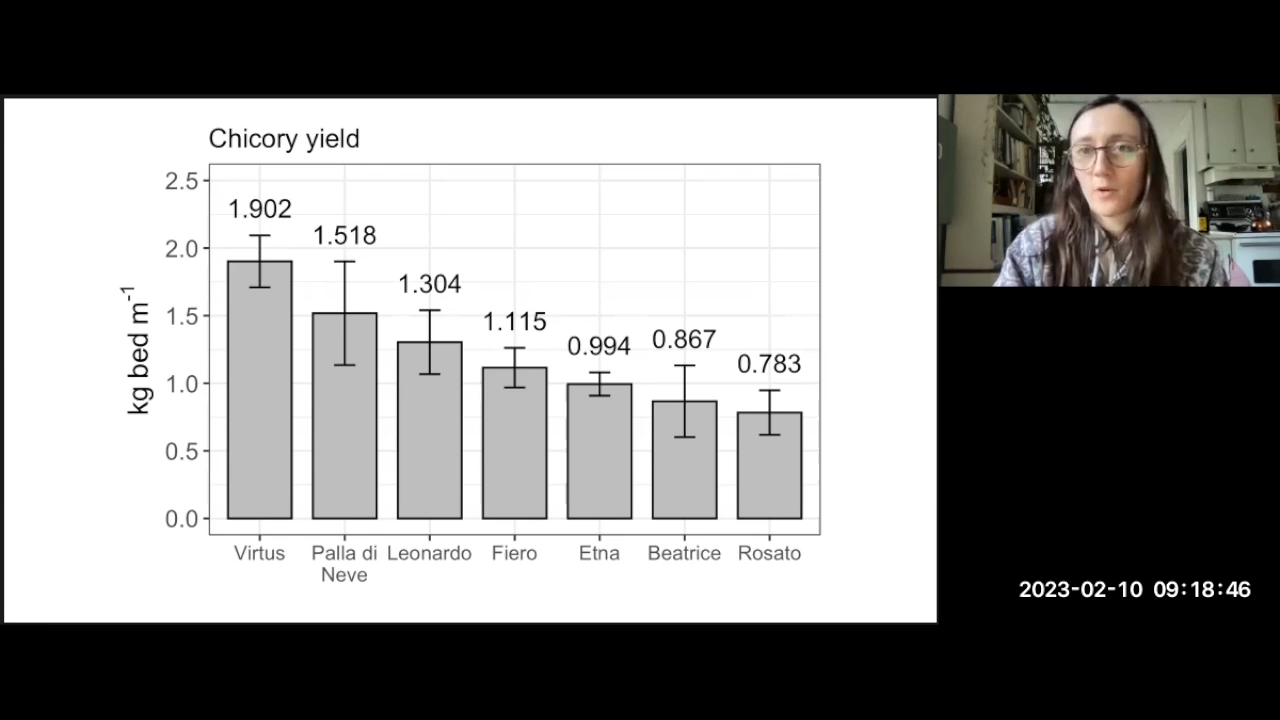 Chicory yield
kg bed m⁻¹
2.5
2.0
1.5
1.0
0.5
0.0
1.902
1.518
1.304
1.115
0.994
0.867
0.783
Virtus
Palla di
Neve
Leonardo
Fiero
Etna
Beatrice
Rosato
2023-02-10 09:18:46